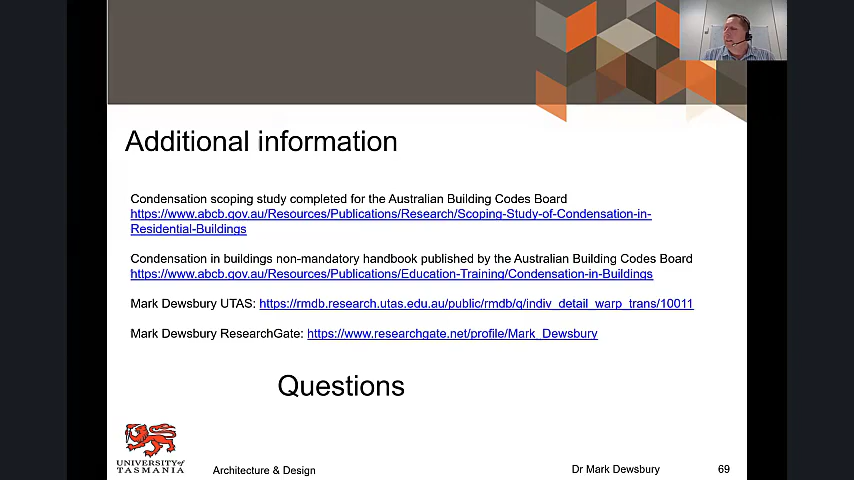 Additional information
Condensation scoping study completed for the Australian Building Codes Board
https://www.abcb.gov.au/Resources/Publications/Research/Scoping-Study-of-Condensation-in-
Residential-Buildings
Condensation in buildings non-mandatory handbook published by the Australian Building Codes Board
https://www.abcb.gov.au/Resources/Publications/Education-Training/Condensation-in-Buildings
Mark Dewsbury UTAS: https://rmdb.research.utas.edu.au/public/rmdb/q/indiv_detail_warp_trans/10011
Mark Dewsbury ResearchGate: https://www.researchgate.net/profile/Mark_Dewsbury
Questions
UNIVERSITY of
TASMANIA
Architecture & Design
Dr Mark Dewsbury
69